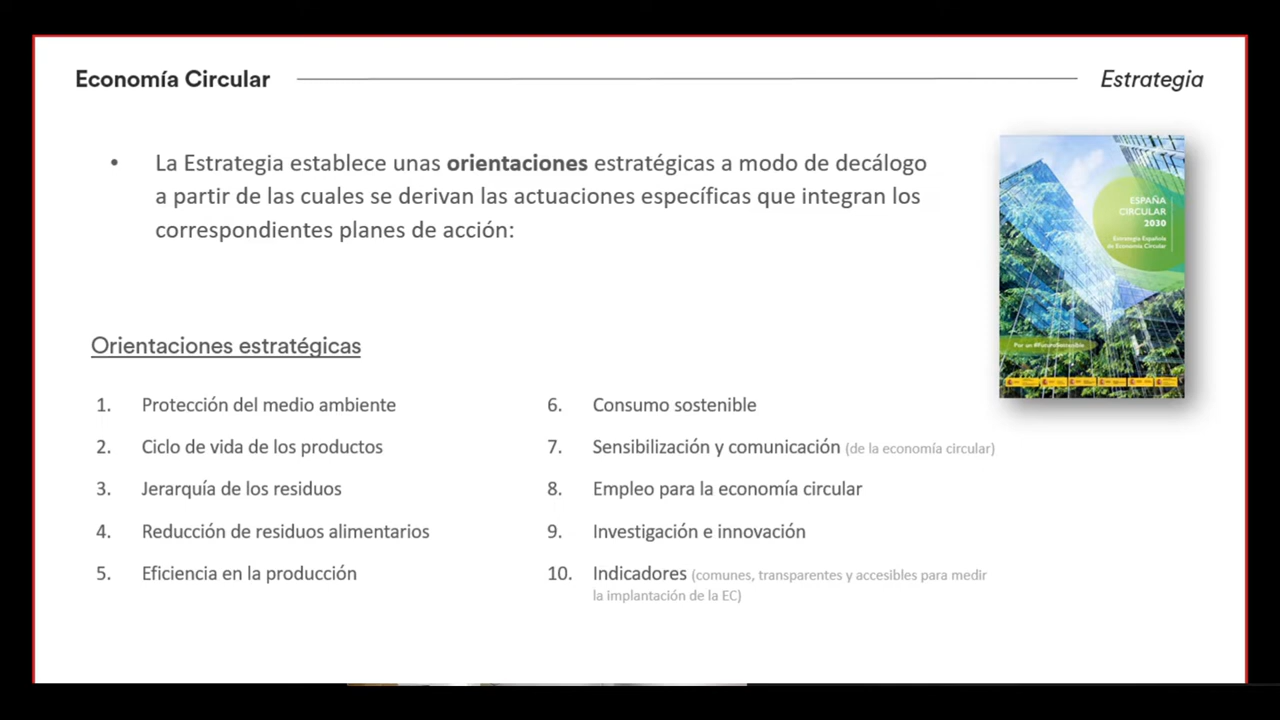 Economía Circular
Estrategia
• La Estrategia establece unas orientaciones estratégicas a modo de decálogo
a partir de las cuales se derivan las actuaciones específicas que integran los
correspondientes planes de acción:
ESPAÑA
CIRCULAR
2030
Estrategia Española
de Economía Circular
Por un #FuturoSostenible
Orientaciones estratégicas
1. Protección del medio ambiente
2. Ciclo de vida de los productos
3. Jerarquía de los residuos
4. Reducción de residuos alimentarios
5. Eficiencia en la producción
6. Consumo sostenible
7. Sensibilización y comunicación (de la economía circular)
8. Empleo para la economía circular
9. Investigación e innovación
10. Indicadores (comunes, transparentes y accesibles para medir
la implantación de la EC)